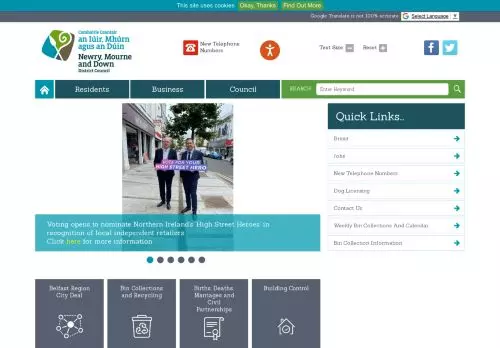 This site uses cookies Okay, Thanks Find Out More
Google Translate is not 100% accurate
Select Language
Comhairle Ceantair
an Iúir, Mhúrn
agus an Dúin
Newry, Mourne
and Down
District Council
New Telephone
Numbers
Text Size
Reset
Residents
Business
Council
SEARCH
Enter Keyword
VOTE FOR YOUR
HIGH STREET HERO
Voting opens to nominate Northern Ireland's 'High Street Heroes' in
recognition of local independent retailers
Click here for more information
Quick Links..
Brexit
Jobs
New Telephone Numbers
Dog Licensing
Contact Us
Weekly Bin Collections And Calendar
Bin Collection Information
Belfast Region
City Deal
Bin Collections
and Recycling
Births, Deaths,
Marriages and
Civil
Partnerships
Building Control